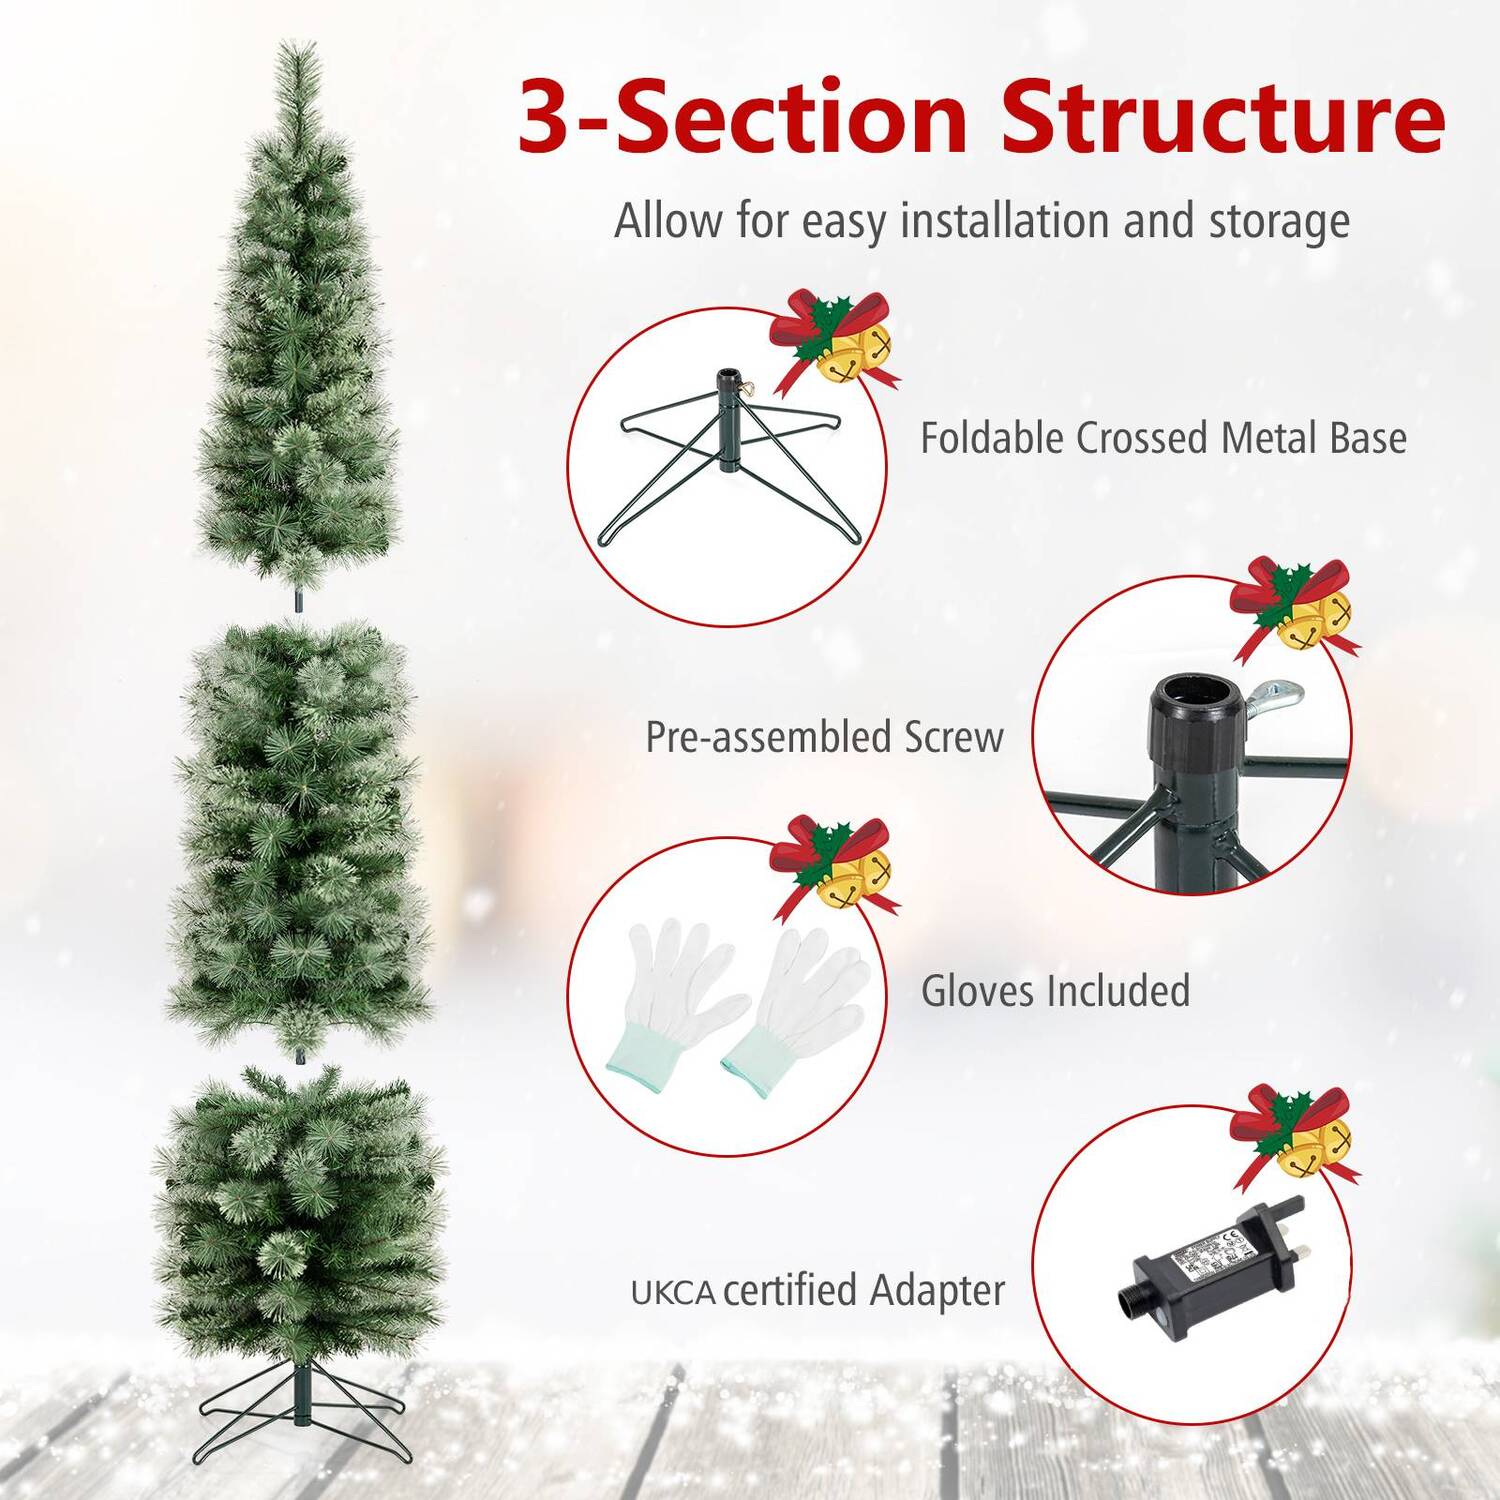 3-Section Structure
Allow for easy installation and storage
Foldable Crossed Metal Base
Pre-assembled Screw
Gloves Included
UKCA certified Adapter